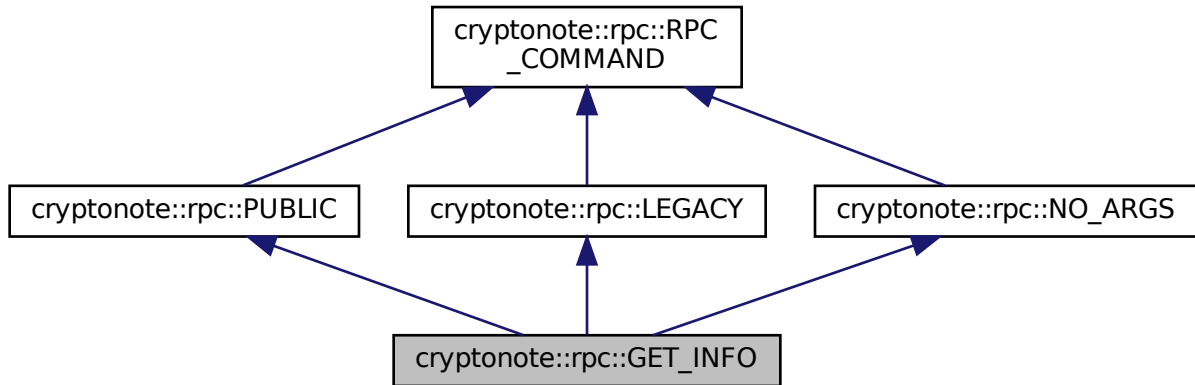 cryptonote::rpc::RPC
_COMMAND
cryptonote::rpc::PUBLIC
cryptonote::rpc::LEGACY
cryptonote::rpc::NO_ARGS
cryptonote::rpc::GET_INFO